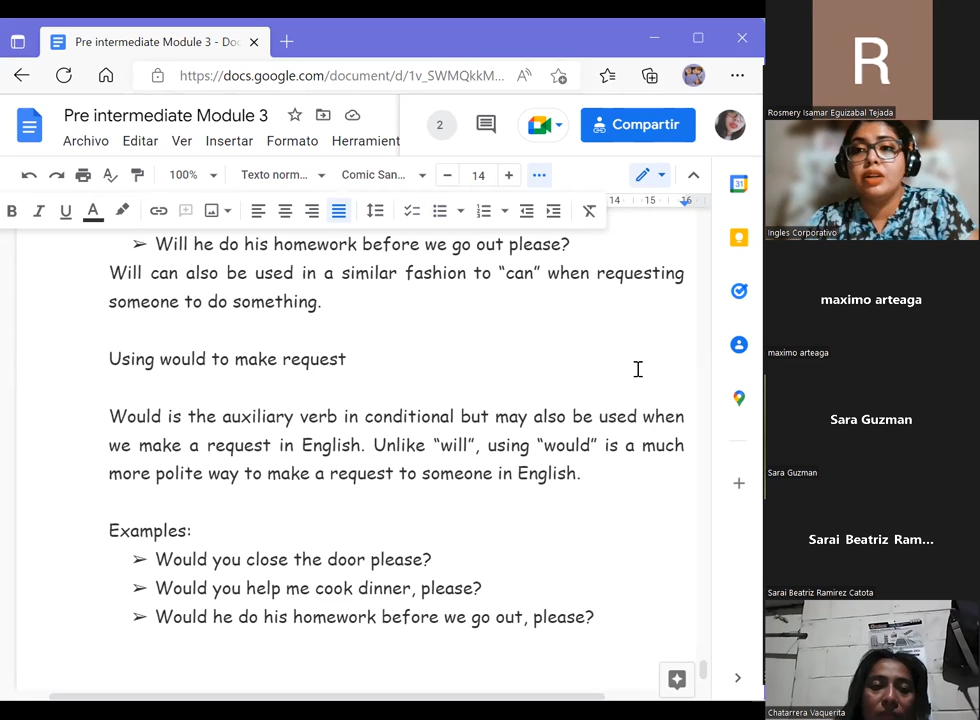 Pre intermediate Module 3 - Doc
https://docs.google.com/document/d/1v_SWMQkkM...
Pre intermediate Module 3
Archivo Editar Ver Insertar Formato Herramient
2
Compartir
100% Texto norm... Comic San... 14
14 15 16
➢ Will he do his homework before we go out please?
Will can also be used in a similar fashion to “can” when requesting
someone to do something.
Using would to make request
Would is the auxiliary verb in conditional but may also be used when
we make a request in English. Unlike “will”, using “would” is a much
more polite way to make a request to someone in English.
Examples:
➢ Would you close the door please?
➢ Would you help me cook dinner, please?
➢ Would he do his homework before we go out, please?
31
R
Rosmery Isamar Eguizabal Tejada
Ingles Corporativo
maximo arteaga
maximo arteaga
Sara Guzman
Sara Guzman
Sarai Beatriz Ram...
Sarai Beatriz Ramirez Catota
Chatarrera Vaquerita